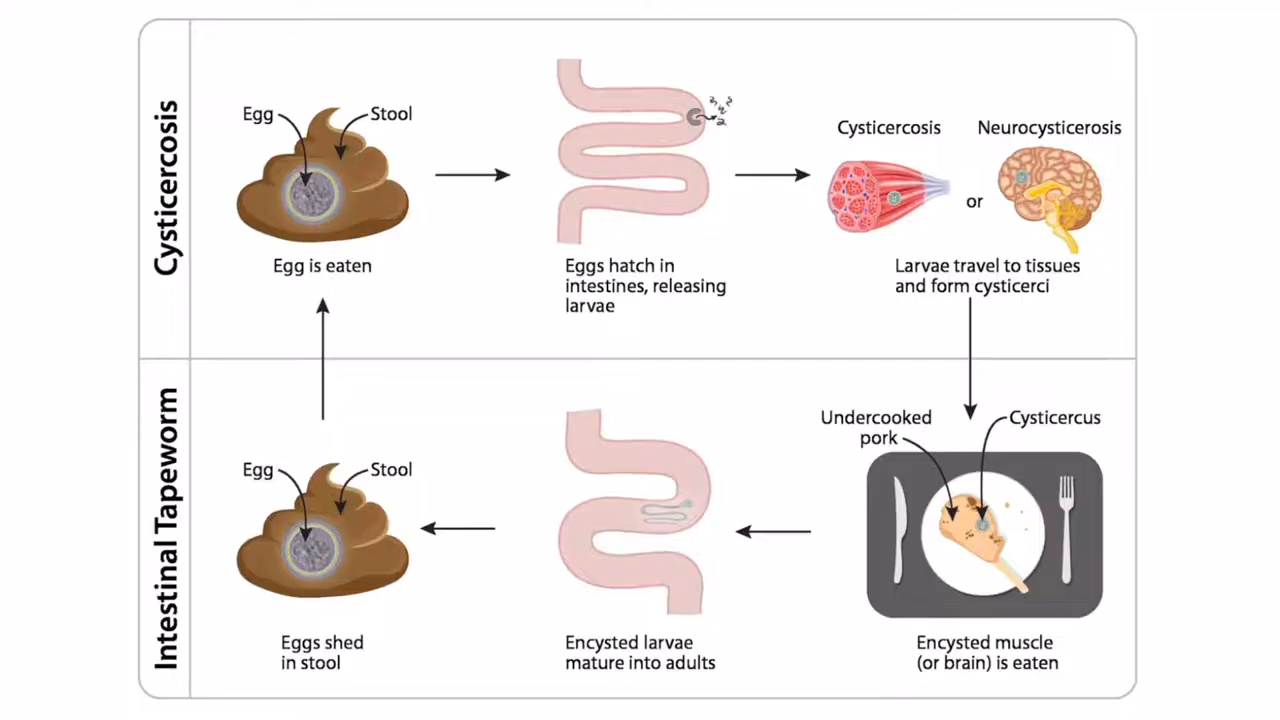 Cysticercosis
Egg
Stool
Egg is eaten
Eggs hatch in
intestines, releasing
larvae
Cysticercosis
or
Neurocysticerosis
Larvae travel to tissues
and form cysticerci
Intestinal Tapeworm
Undercooked
pork
Cysticercus
Encysted muscle
(or brain) is eaten
Encysted larvae
mature into adults
Egg
Stool
Eggs shed
in stool